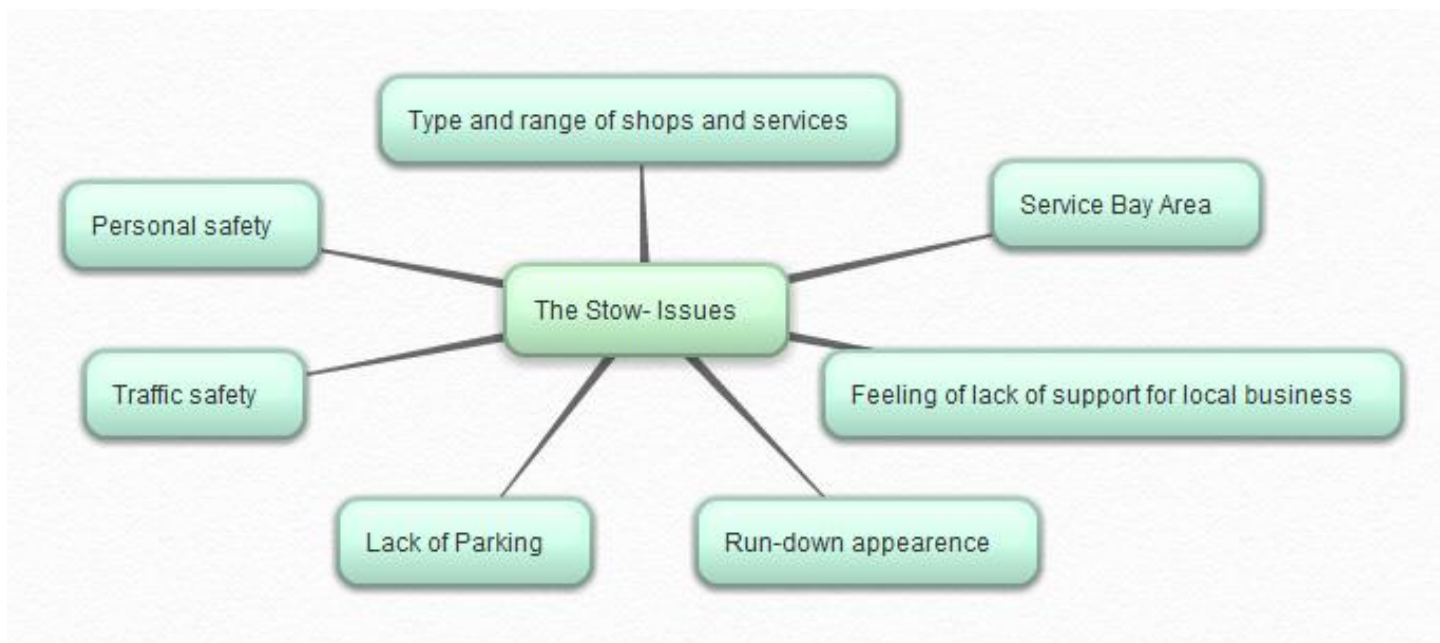 Type and range of shops and services
Service Bay Area
Personal safety
The Stow- Issues
Traffic safety
Feeling of lack of support for local business
Lack of Parking
Run-down appearence